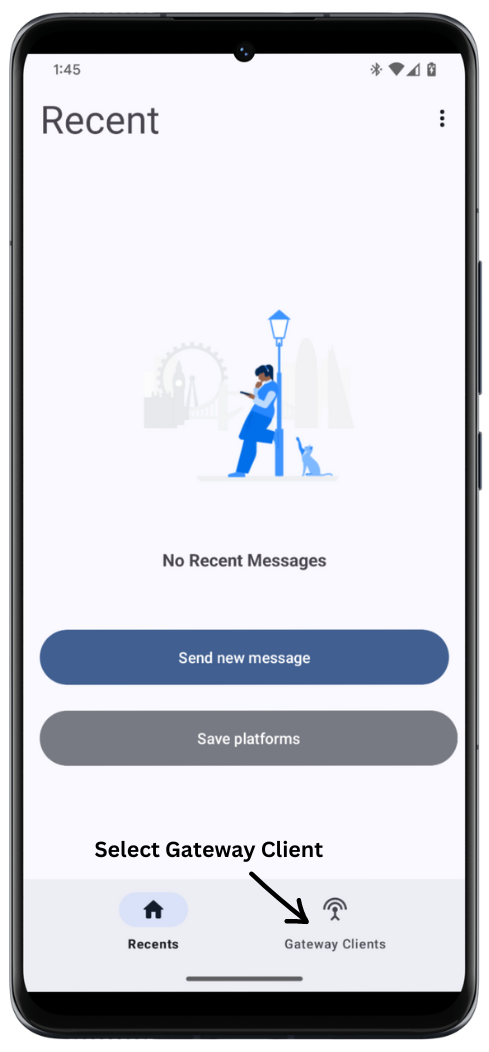 1:45
Recent
No Recent Messages
Send new message
Save platforms
Select Gateway Client
Recents
Gateway Clients